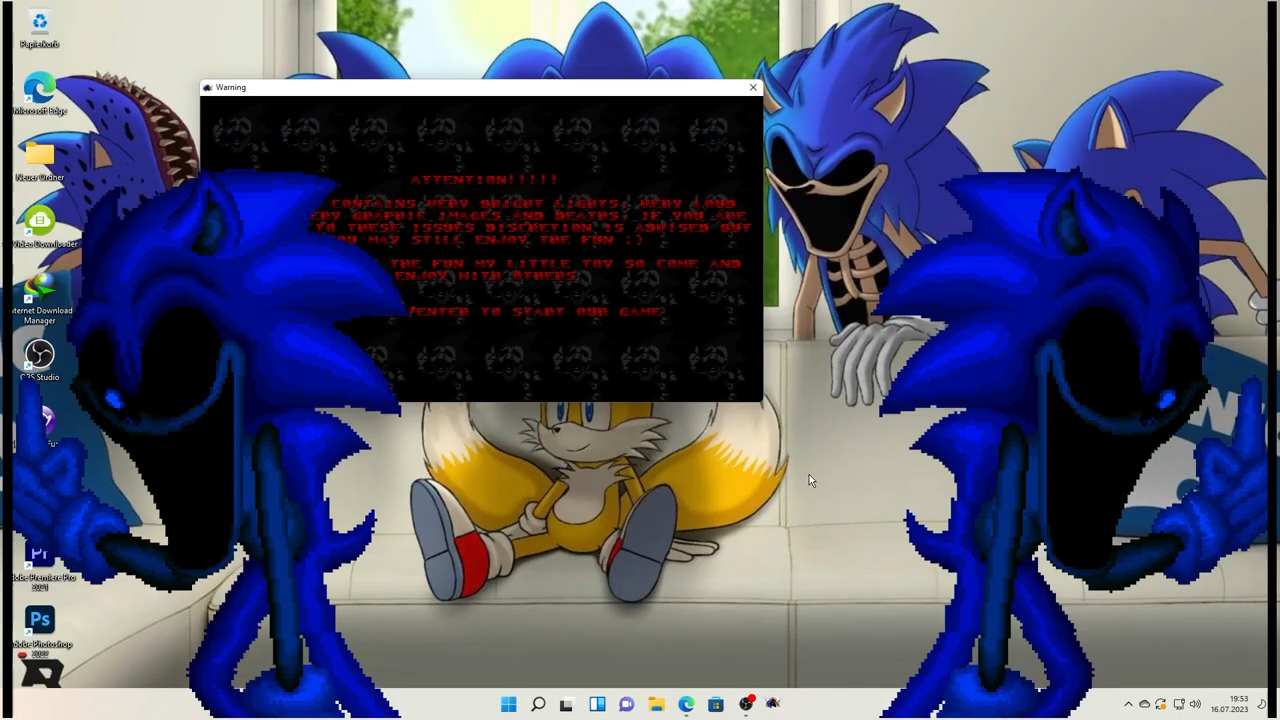 Papierkorb
Microsoft Edge
Neuer Ordner
Video Downloader
Internet Download
Manager
OBS Studio
Pr
Adobe Premiere Pro
2021
Ps
Adobe Photoshop
2022
Warning
ATTENTION!!!!!
CONTAINS VERY BRIGHT LIGHTS, VERY LOUD
VERY GRAPHIC IMAGES AND DEATHS, IF YOU ARE
TO THESE ISSUES DISCRETION IS ADVISED BUT
YOU MAY STILL ENJOY THE FUN :)
THE FUN MY LITTLE TOY SO COME AND
ENJOY WITH OTHERS
/ENTER TO START OUR GAME
W
19:53
16.07.2023